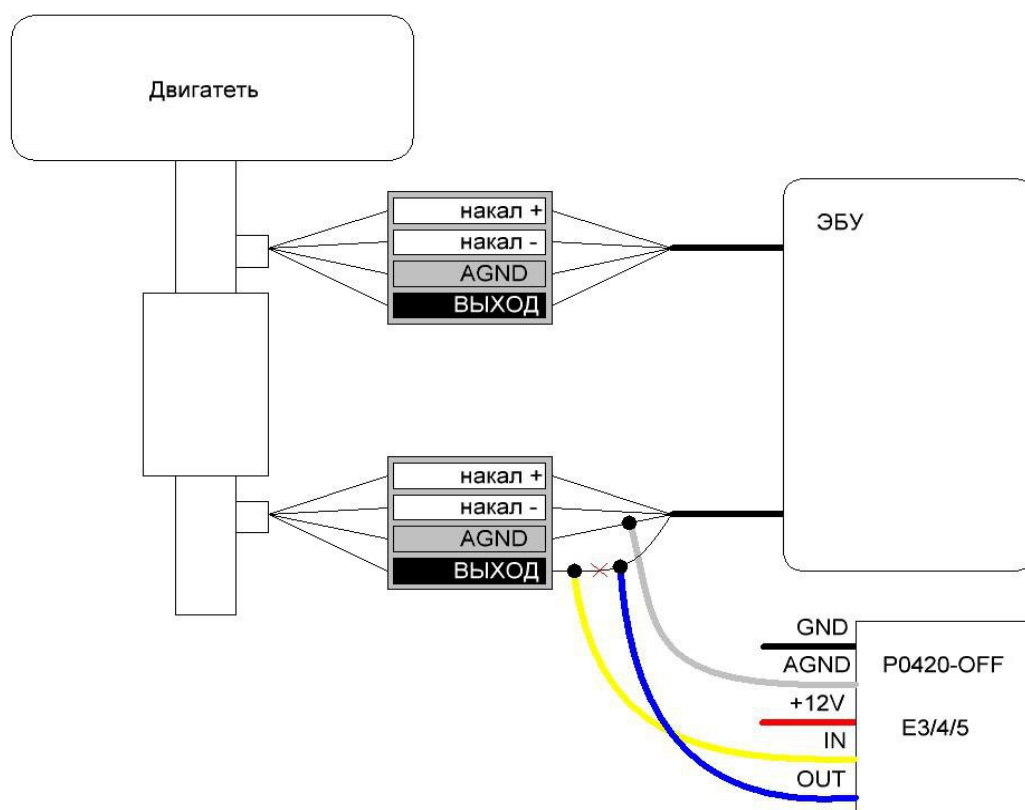 Двигатеть
накал +
накал -
AGND
ВЫХОД
ЭБУ
накал +
накал -
AGND
ВЫХОД
GND
AGND
+12V
IN
OUT
P0420-OFF
E3/4/5